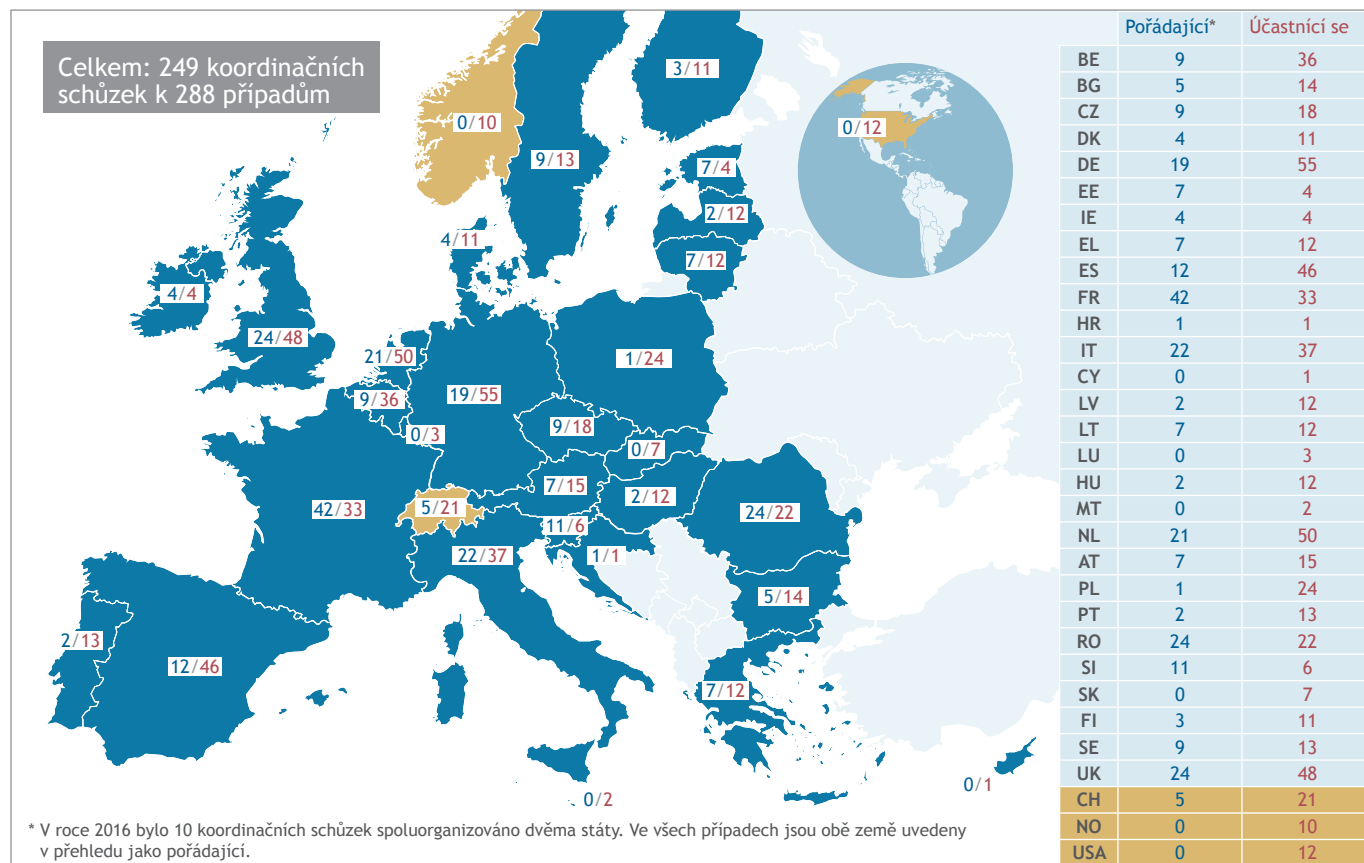 Celkem: 249 koordinačních
schůzek k 288 případům
3/11
0/10
0/12
9/13
7/4
2/12
4/11
7/12
4/4
24/48
21/50
1/24
9/36
19/55
0/3
9/18
0/7
7/15
2/12
42/33
5/21
24/22
11/6
22/37
1/1
5/14
2/13
12/46
7/12
0/1
0/2
* V roce 2016 bylo 10 koordinačních schůzek spoluorganizováno dvěma státy. Ve všech případech jsou obě země uvedeny
v přehledu jako pořádající.
Pořádající* Účastnící se
BE 9 36
BG 5 14
CZ 9 18
DK 4 11
DE 19 55
EE 7 4
IE 4 4
EL 7 12
ES 12 46
FR 42 33
HR 1 1
IT 22 37
CY 0 1
LV 2 12
LT 7 12
LU 0 3
HU 2 12
MT 0 2
NL 21 50
AT 7 15
PL 1 24
PT 2 13
RO 24 22
SI 11 6
SK 0 7
FI 3 11
SE 9 13
UK 24 48
CH 5 21
NO 0 10
USA 0 12